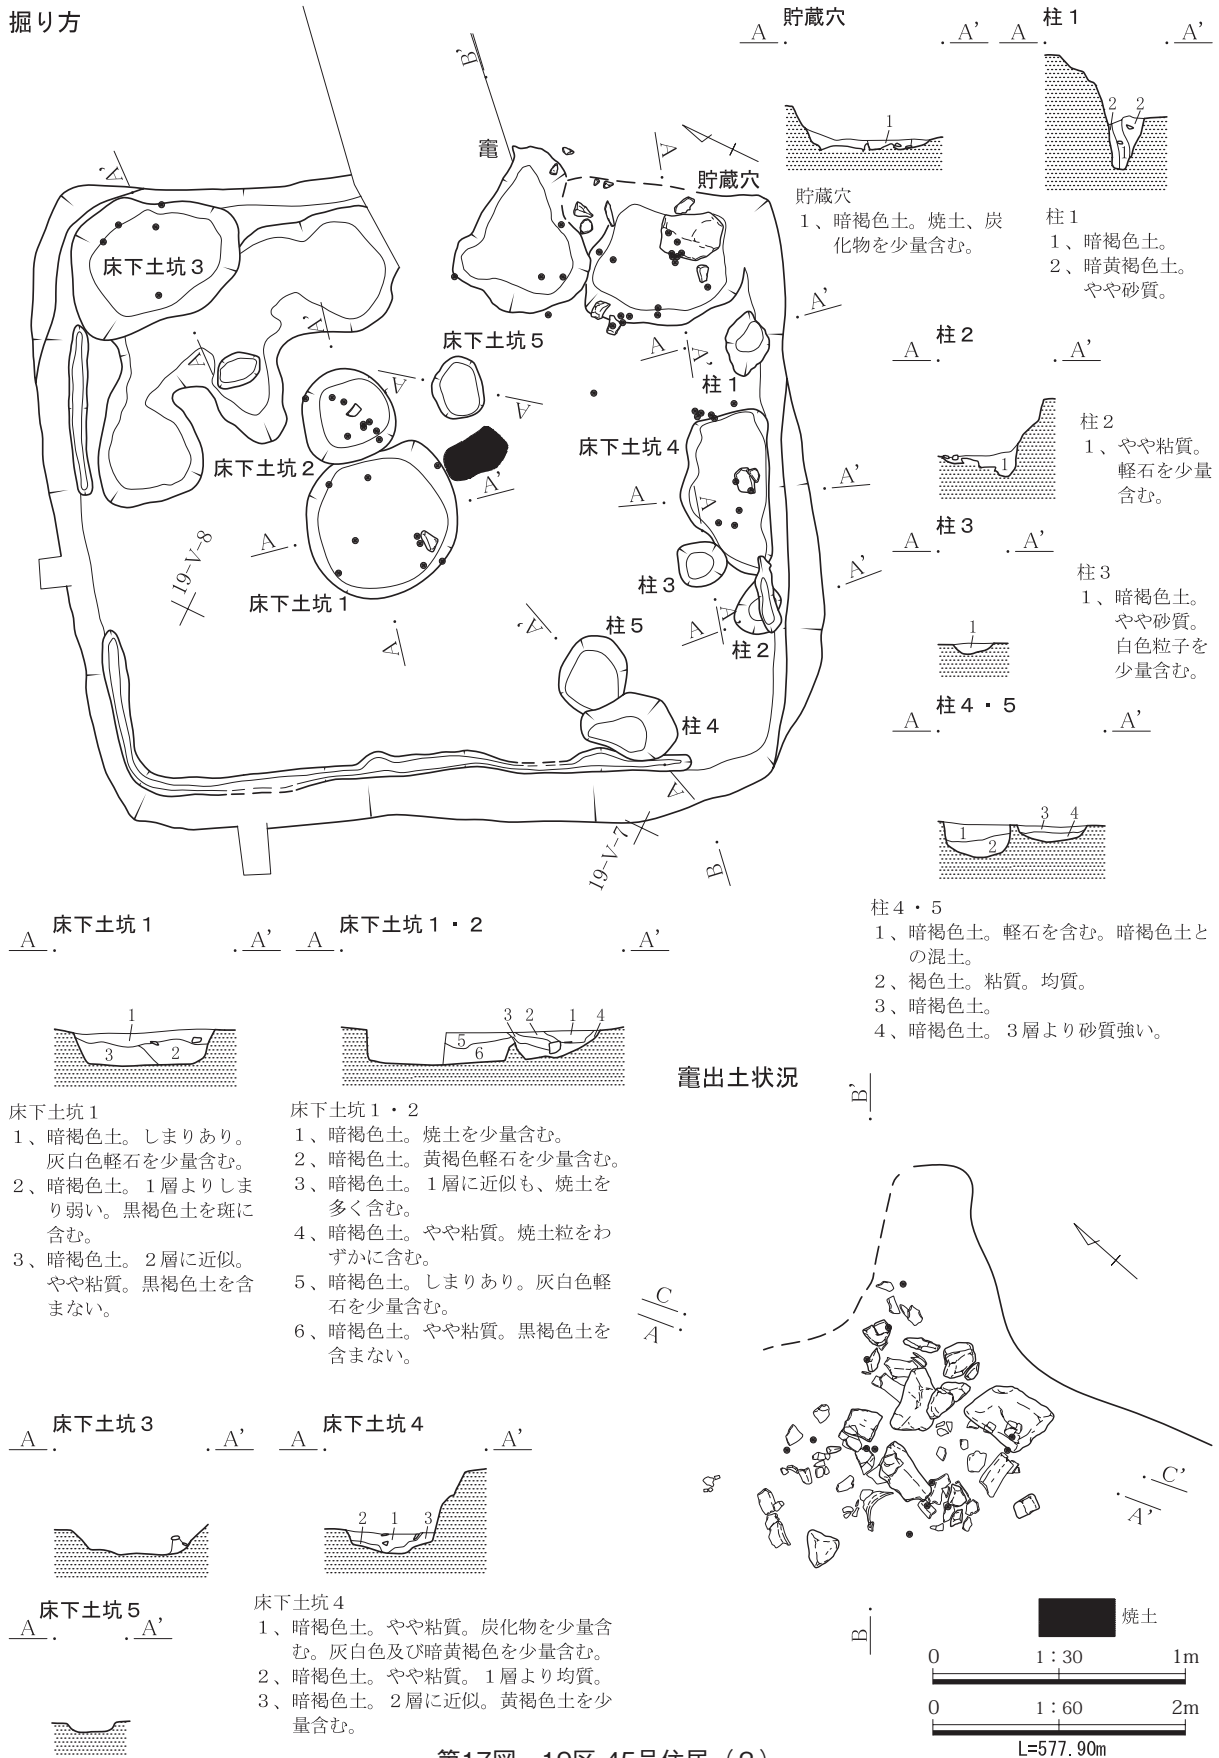 掘り方
B'
竈
A
貯蔵穴
A'
床下土坑３
A'
A'
A
床下土坑５
A
A'
柱１
A
A
床下土坑２
A'
床下土坑４
A
A
A'
19-V-8
A
床下土坑１
A
柱３
A'
A'
柱５
A
A
柱２
柱４
A
19-V-7
B
貯蔵穴
A A'
1
貯蔵穴
１、暗褐色土。焼土、炭
化物を少量含む。
柱１
A A'
2 2
1
柱１
１、暗褐色土。
２、暗黄褐色土。
やや砂質。
柱２
A A'
1
柱２
１、やや粘質。
軽石を少量
含む。
柱３
A A'
1
柱３
１、暗褐色土。
やや砂質。
白色粒子を
少量含む。
柱４・５
A A'
1 2 3 4
柱４・５
１、暗褐色土。軽石を含む。暗褐色土と
の混土。
２、褐色土。粘質。均質。
３、暗褐色土。
４、暗褐色土。３層より砂質強い。
床下土坑１
A A'
1
3 2
床下土坑１
１、暗褐色土。しまりあり。
灰白色軽石を少量含む。
２、暗褐色土。１層よりしま
り弱い。黒褐色土を斑に
含む。
３、暗褐色土。２層に近似。
やや粘質。黒褐色土を含
まない。
床下土坑１・２
A A'
3 2 1 4
5
6
床下土坑１・２
１、暗褐色土。焼土を少量含む。
２、暗褐色土。黄褐色軽石を少量含む。
３、暗褐色土。１層に近似も、焼土を
多く含む。
４、暗褐色土。やや粘質。焼土粒をわ
ずかに含む。
５、暗褐色土。しまりあり。灰白色軽
石を少量含む。
６、暗褐色土。やや粘質。黒褐色土を
含まない。
竈出土状況
B'
C
A
C'
A'
B
床下土坑３
A A'
床下土坑４
A A'
2 1 3
床下土坑４
１、暗褐色土。やや粘質。炭化物を少量含
む。灰白色及び暗黄褐色を少量含む。
２、暗褐色土。やや粘質。１層より均質。
３、暗褐色土。２層に近似。黄褐色土を少
量含む。
床下土坑５
A A'
焼土
0 1：30 1m
0 1：60 2m
L=577.90m